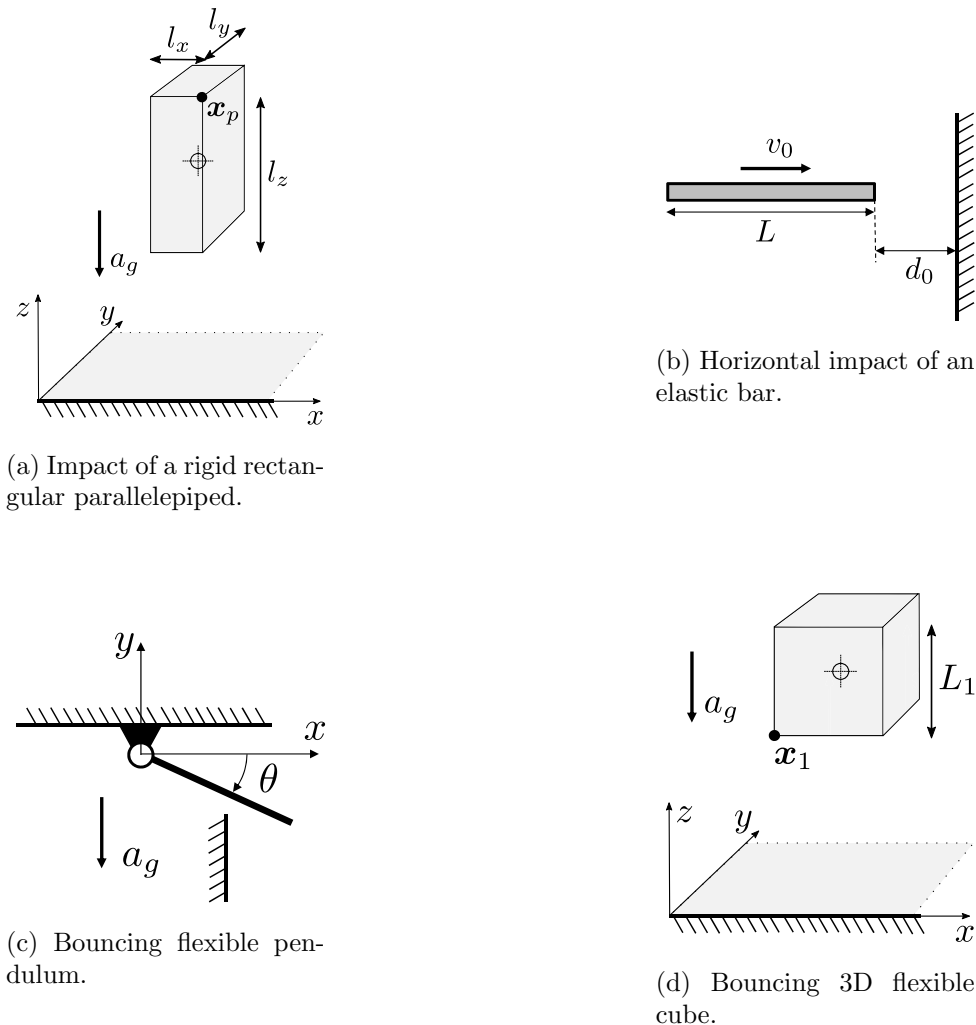 l_y
l_x
x_p
l_z
a_g
z
y
x
(a) Impact of a rigid rectan-
gular parallelepiped.
v_0
L
d_0
(b) Horizontal impact of an
elastic bar.
y
x
θ
a_g
(c) Bouncing flexible pen-
dulum.
L_1
a_g
x_1
z
y
x
(d) Bouncing 3D flexible
cube.